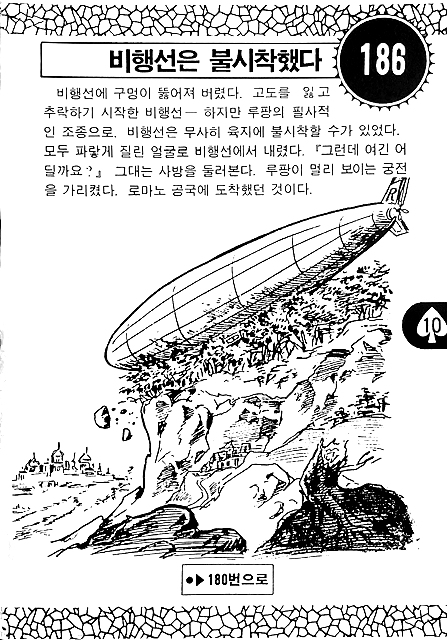 비행선은 불시착했다
186
비행선에 구멍이 뚫어져 버렸다. 고도를 잃고
추락하기 시작한 비행선— 하지만 루팡의 필사적
인 조종으로. 비행선은 무사히 육지에 불시착할 수가 있었다.
모두 파랗게 질린 얼굴로 비행선에서 내렸다. 『그런데 여긴 어
딜까요?』 그대는 사방을 둘러본다. 루팡이 멀리 보이는 궁전
을 가리켰다. 로마노 공국에 도착했던 것이다.
10
●▶180번으로